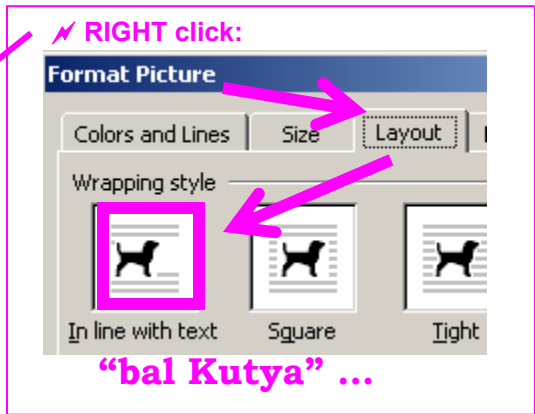 RIGHT click:
Format Picture
Colors and Lines Size Layout
Wrapping style
In line with text Square Tight
“bal Kutya” ...